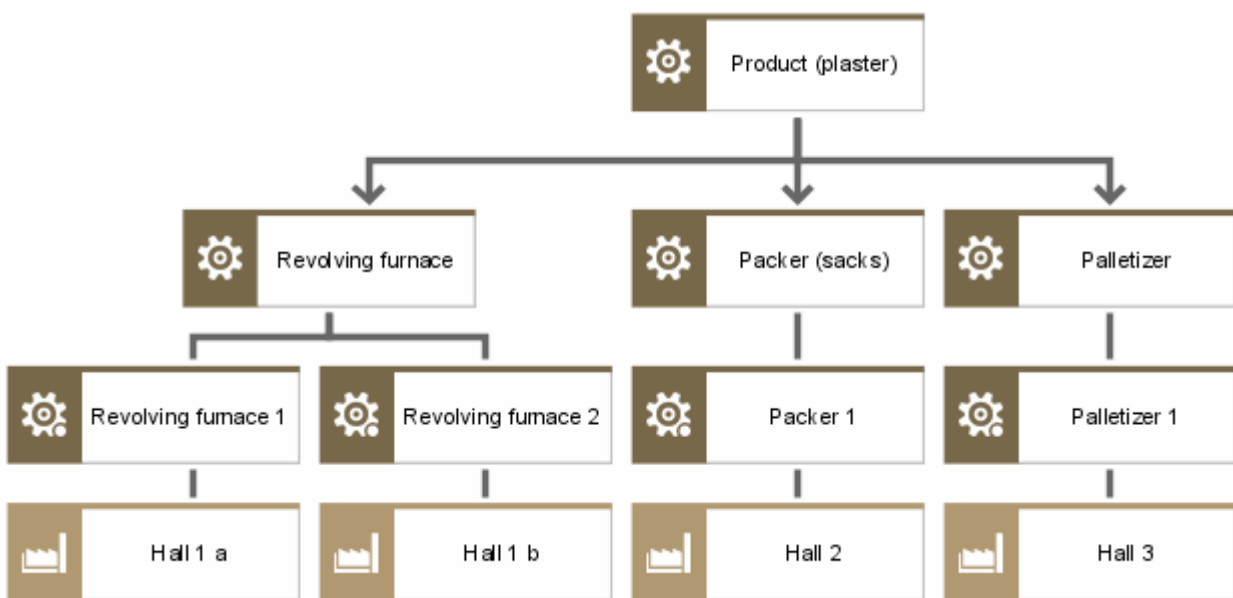 Product (plaster)
Revolving furnace
Packer (sacks)
Palletizer
Revolving furnace 1
Revolving furnace 2
Packer 1
Palletizer 1
Hall 1 a
Hall 1 b
Hall 2
Hall 3